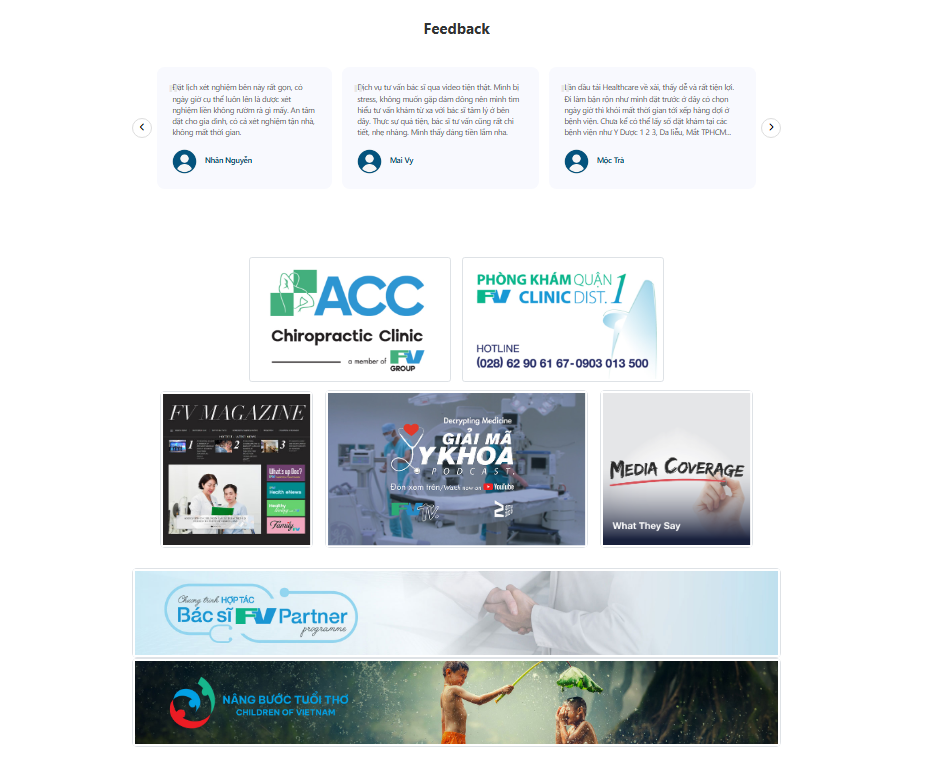 Feedback
Đặt lịch xét nghiệm bên này rất gọn, có
ngày giờ cụ thể luôn lên là được xét
nghiệm liền không rườm rà gì mấy. An tâm
đặt cho gia đình, có cả xét nghiệm tận nhà,
không mất thời gian.
Nhân Nguyễn
Dịch vụ tư vấn bác sĩ qua video tiện thật. Mình bị
stress, không muốn gặp đám đông nên mình tìm
hiểu tư vấn khám từ xa với bác sĩ tâm lý ở bên
đây. Thực sự quá tiện, bác sĩ tư vấn cũng rất chi
tiết, nhẹ nhàng. Mình thấy đáng tiền lắm nha.
Mai Vy
Lần đầu tải Healthcare về xài, thấy dễ và rất tiện lợi.
Đi làm bận rộn như mình đặt trước ở đây có chọn
ngày giờ thì khỏi mất thời gian tới xếp hàng đợi ở
bệnh viện. Chưa kể có thể lấy số đặt khám tại các
bệnh viện như Y Dược 1 2 3, Da liễu, Mắt TPHCM...
Mộc Trà
ACC
Chiropractic Clinic
a member of FV
GROUP
PHÒNG KHÁM QUẬN 1
FV CLINIC DIST.
HOTLINE
(028) 62 90 61 67-0903 013 500
FV MAGAZINE
1 2 3
What's up Doc?
Health eNews
Healthy
Family
Decrypting Medicine
GIẢI MÃ
Y KHOA
PODCAST.
Đón xem trên/Watch now on YouTube
FV TV.
MEDIA COVERAGE
What They Say
Chương trình HỢP TÁC
Bác sĩ FV Partner
programme
NÂNG BƯỚC TUỔI THƠ
CHILDREN OF VIETNAM